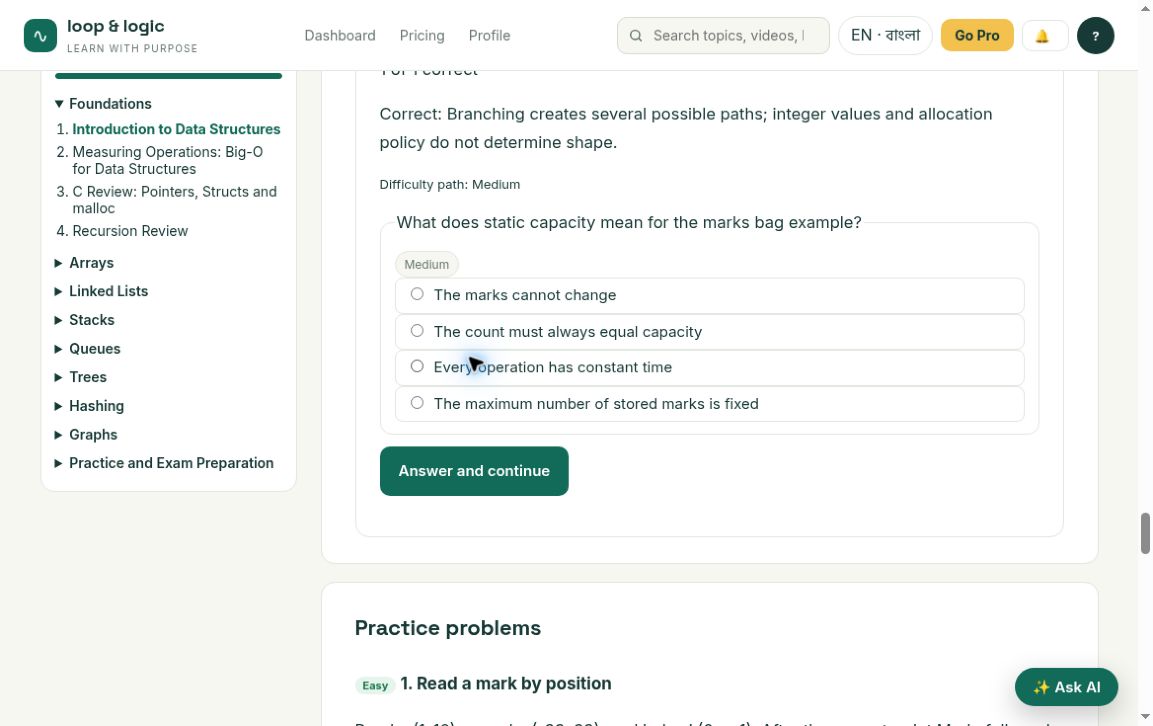 loop & logic
LEARN WITH PURPOSE
Dashboard
Pricing
Profile
Search topics, videos, l
EN · বাংলা
Go Pro
?
Foundations
1. Introduction to Data Structures
2. Measuring Operations: Big-O
for Data Structures
3. C Review: Pointers, Structs and
malloc
4. Recursion Review
Arrays
Linked Lists
Stacks
Queues
Trees
Hashing
Graphs
Practice and Exam Preparation
correct
Correct: Branching creates several possible paths; integer values and allocation
policy do not determine shape.
Difficulty path: Medium
What does static capacity mean for the marks bag example?
Medium
The marks cannot change
The count must always equal capacity
Every operation has constant time
The maximum number of stored marks is fixed
Answer and continue
Practice problems
Easy 1. Read a mark by position
✨ Ask AI